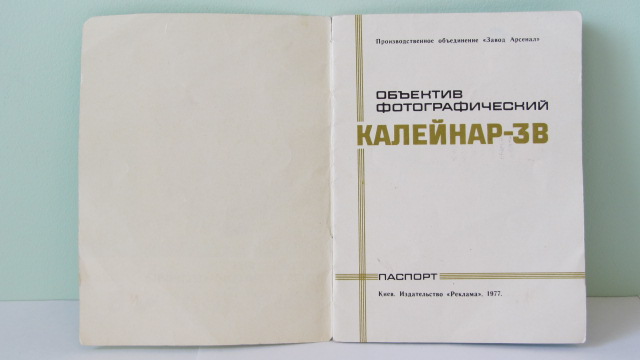 Производственное объединение «Завод Арсенал»
ОБЪЕКТИВ
ФОТОГРАФИЧЕСКИЙ
КАЛЕЙНАР-3В
ПАСПОРТ
Киев. Издательство «Реклама», 1977.